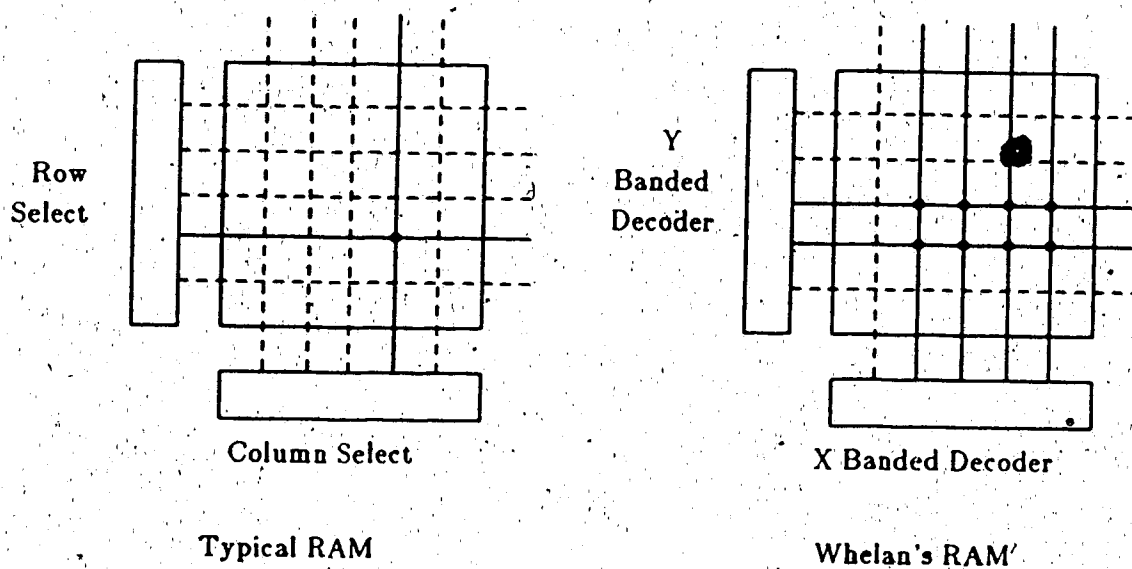 Row
Select
Column Select
Typical RAM
Y
Banded
Decoder
X Banded Decoder
Whelan's RAM